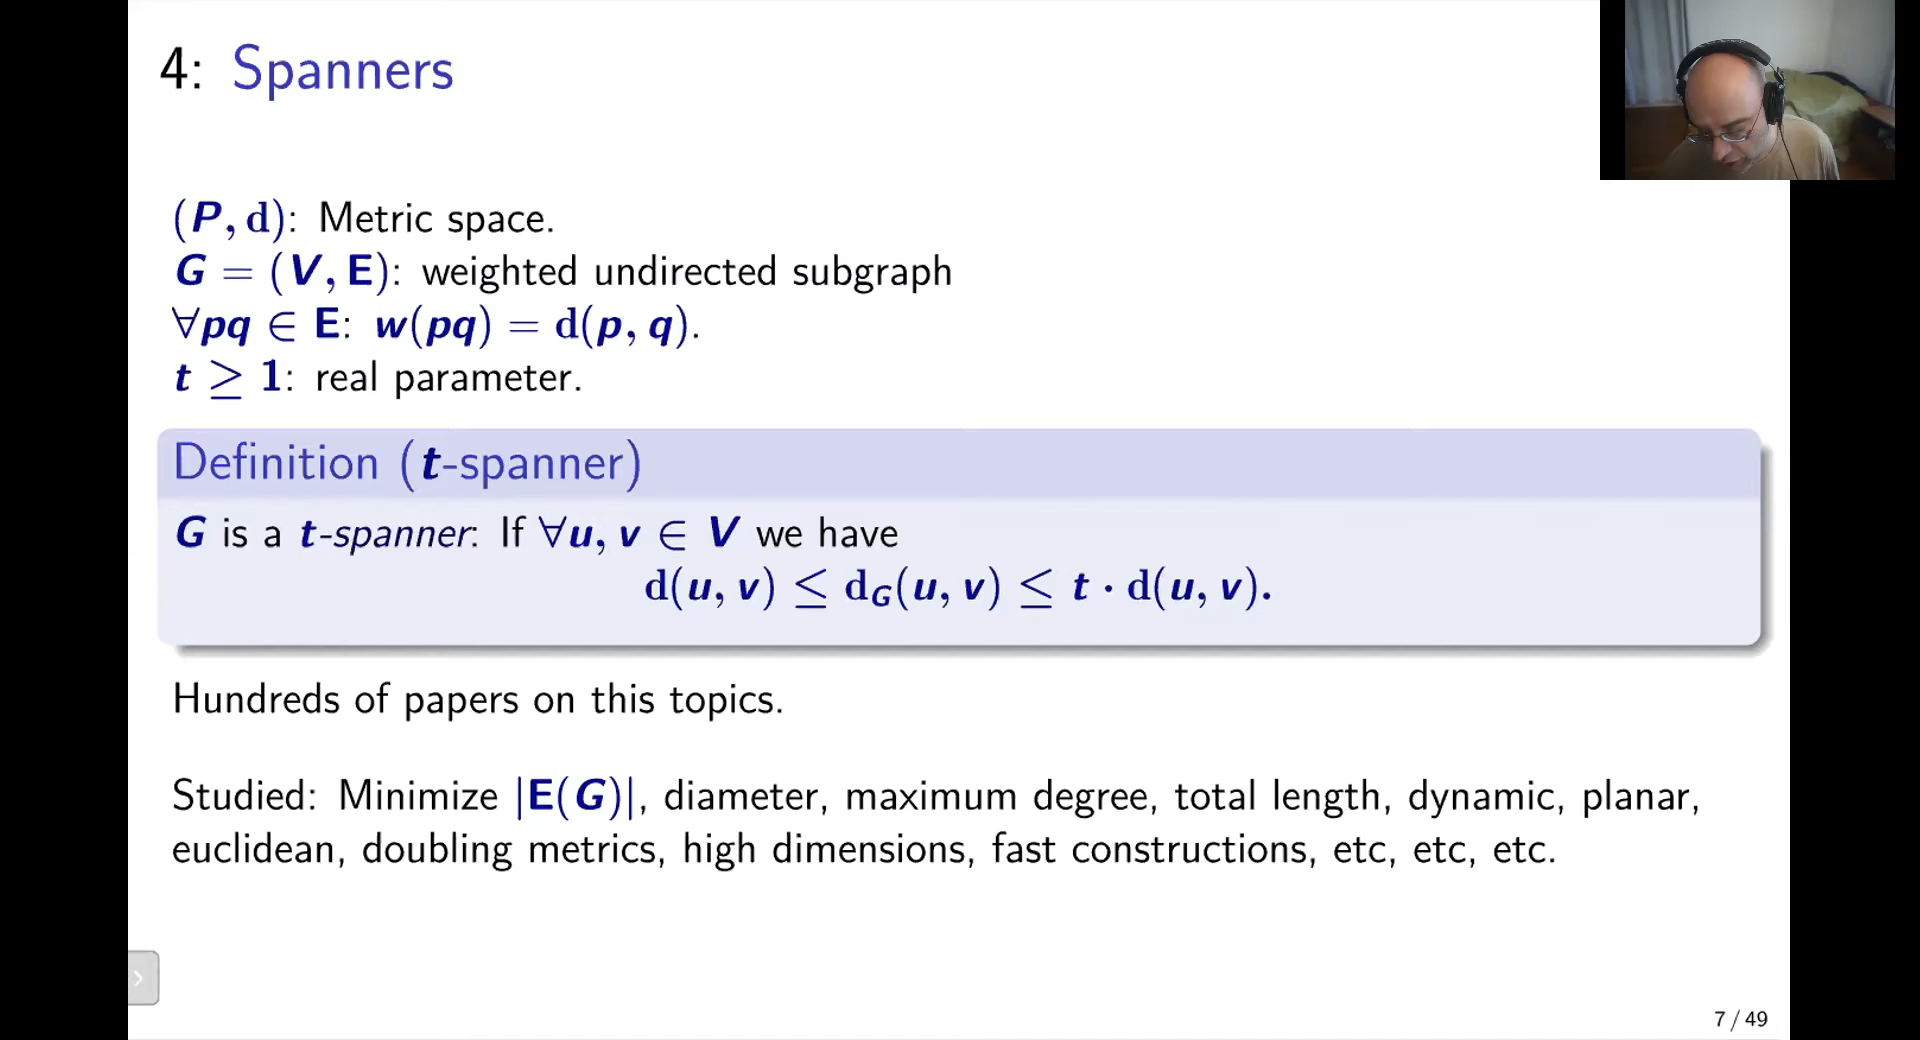 4: Spanners
(P, d): Metric space.
G = (V, E): weighted undirected subgraph
∀pq ∈ E: w(pq) = d(p, q).
t ≥ 1: real parameter.
Definition (t-spanner)
G is a t-spanner: If ∀u, v ∈ V we have
d(u, v) ≤ d_G(u, v) ≤ t · d(u, v).
Hundreds of papers on this topics.
Studied: Minimize |E(G)|, diameter, maximum degree, total length, dynamic, planar,
euclidean, doubling metrics, high dimensions, fast constructions, etc, etc, etc.
7 / 49